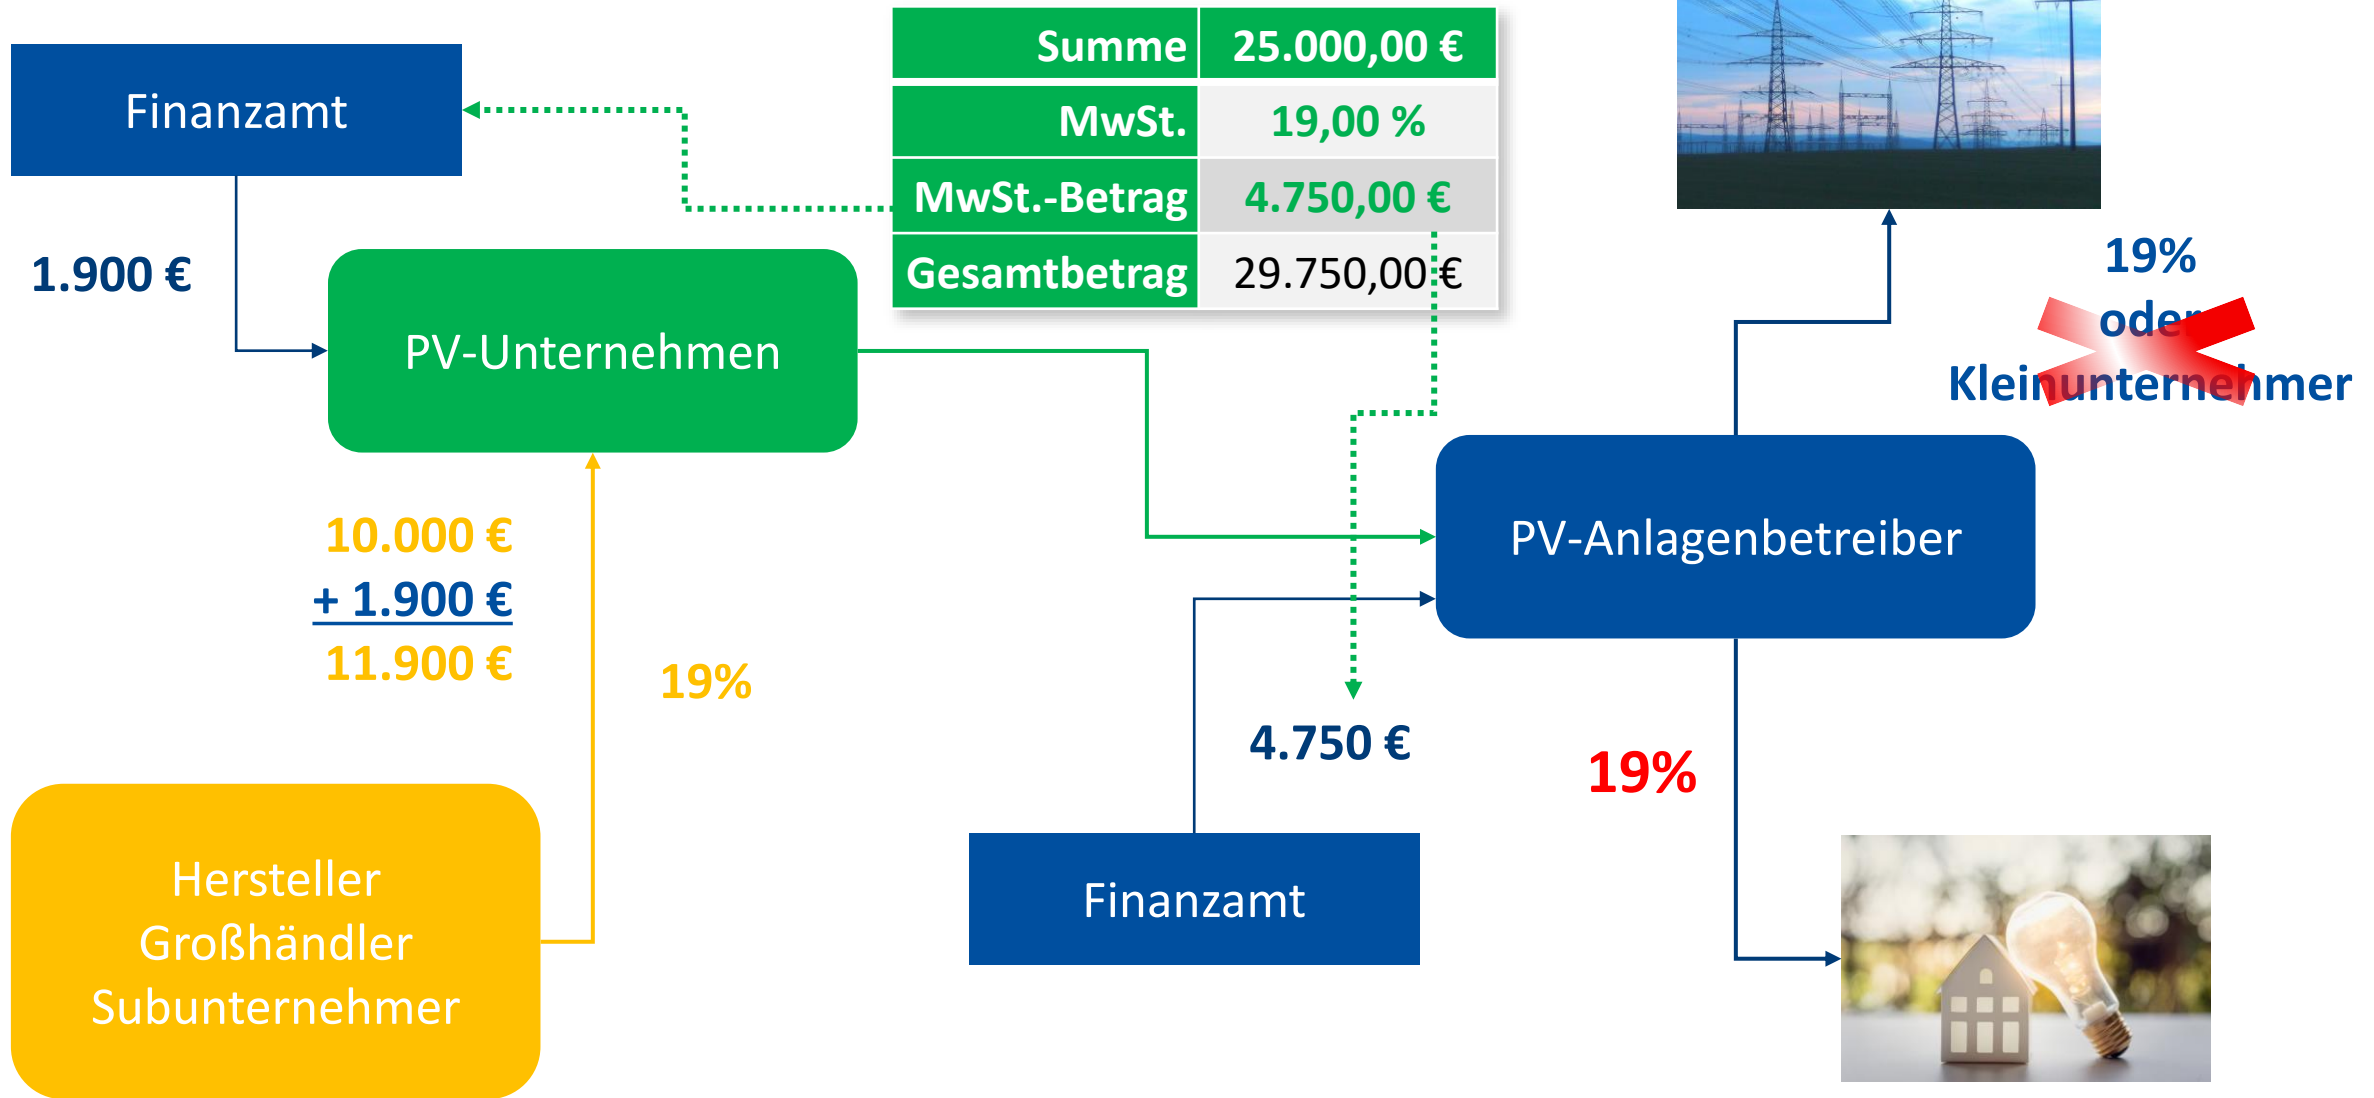 Finanzamt
1.900 €
PV-Unternehmen
Summe 25.000,00 €
MwSt. 19,00 %
MwSt.-Betrag 4.750,00 €
Gesamtbetrag 29.750,00 €
19%
oder
Kleinunternehmer
10.000 €
+ 1.900 €
11.900 €
19%
Hersteller
Großhändler
Subunternehmer
PV-Anlagenbetreiber
4.750 €
Finanzamt
19%